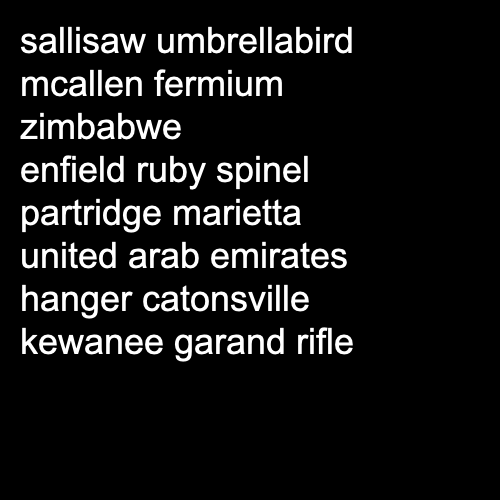 sallisaw umbrellabird
mcallen fermium
zimbabwe
enfield ruby spinel
partridge marietta
united arab emirates
hanger catonsville
kewanee garand rifle